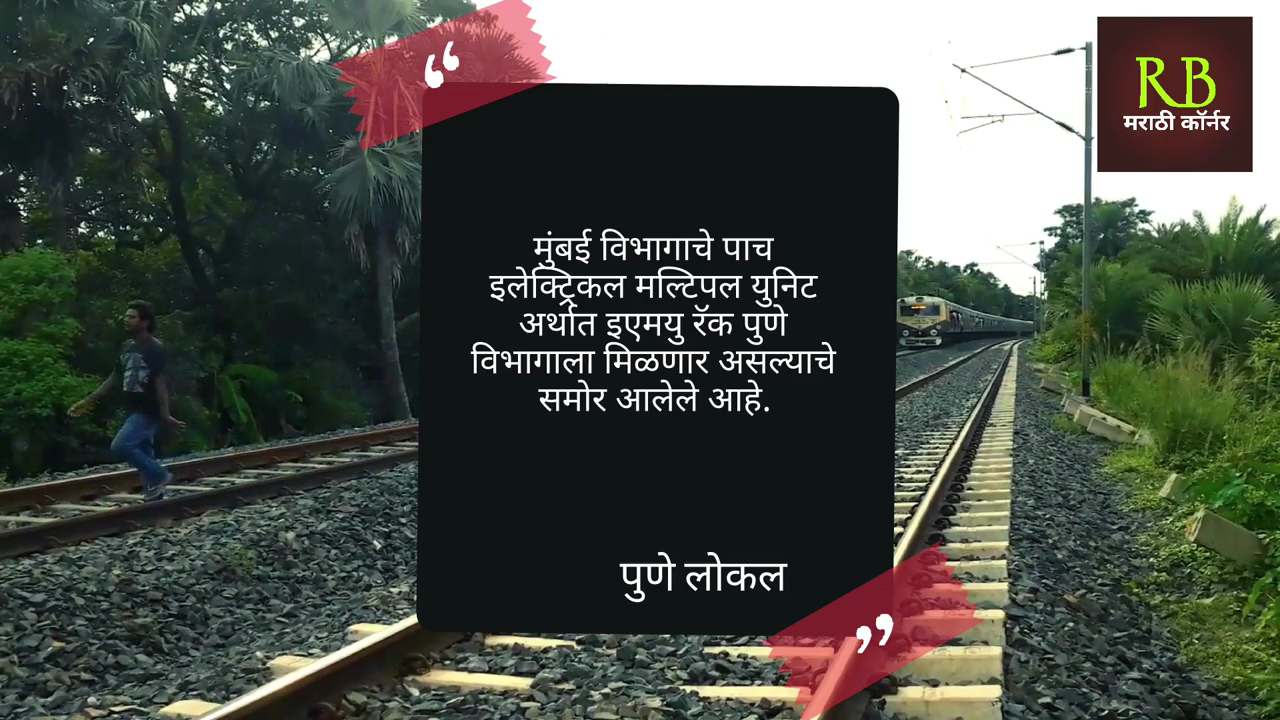 RB
मराठी कॉर्नर
“
मुंबई विभागाचे पाच
इलेक्ट्रिकल मल्टिपल युनिट
अर्थात इएमयु रॅक पुणे
विभागाला मिळणार असल्याचे
समोर आलेले आहे.
पुणे लोकल
”